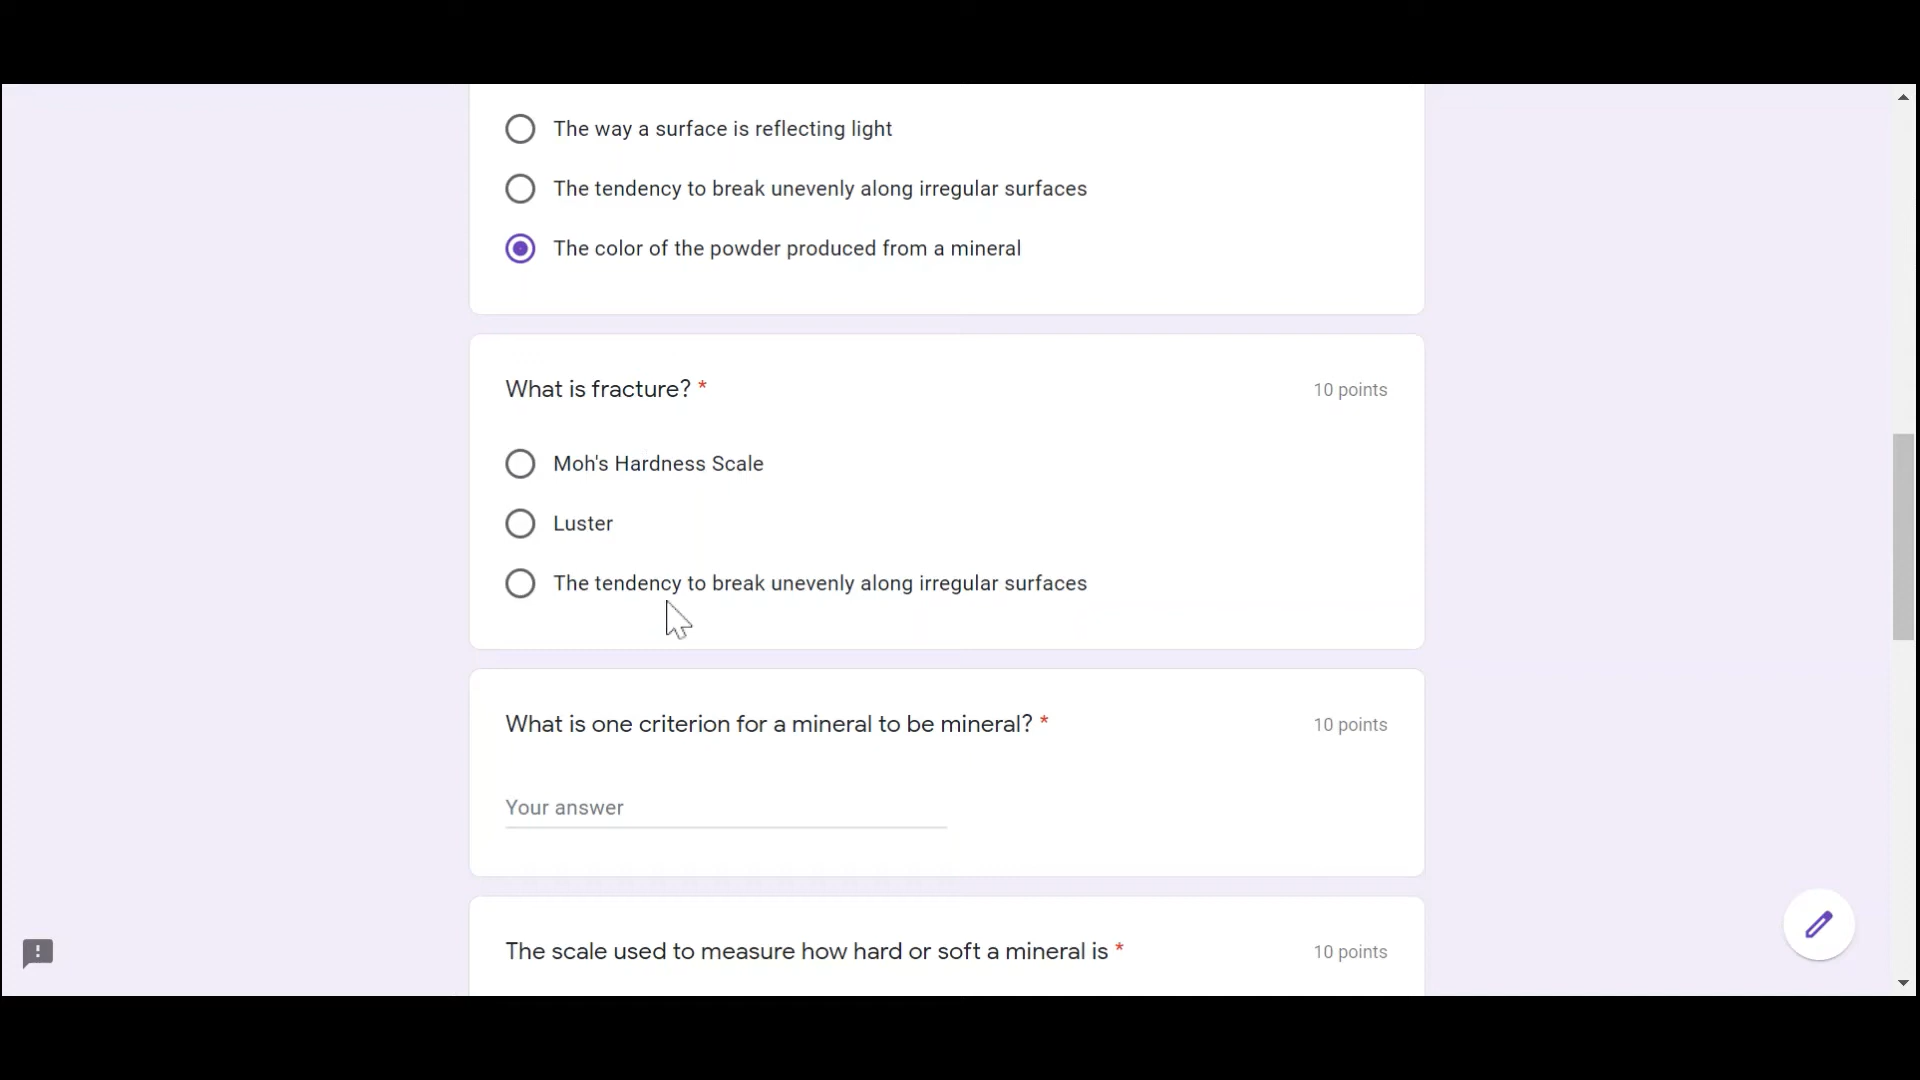 The way a surface is reflecting light
The tendency to break unevenly along irregular surfaces
The color of the powder produced from a mineral
What is fracture? *
10 points
Moh's Hardness Scale
Luster
The tendency to break unevenly along irregular surfaces
What is one criterion for a mineral to be mineral? *
10 points
Your answer
The scale used to measure how hard or soft a mineral is *
10 points